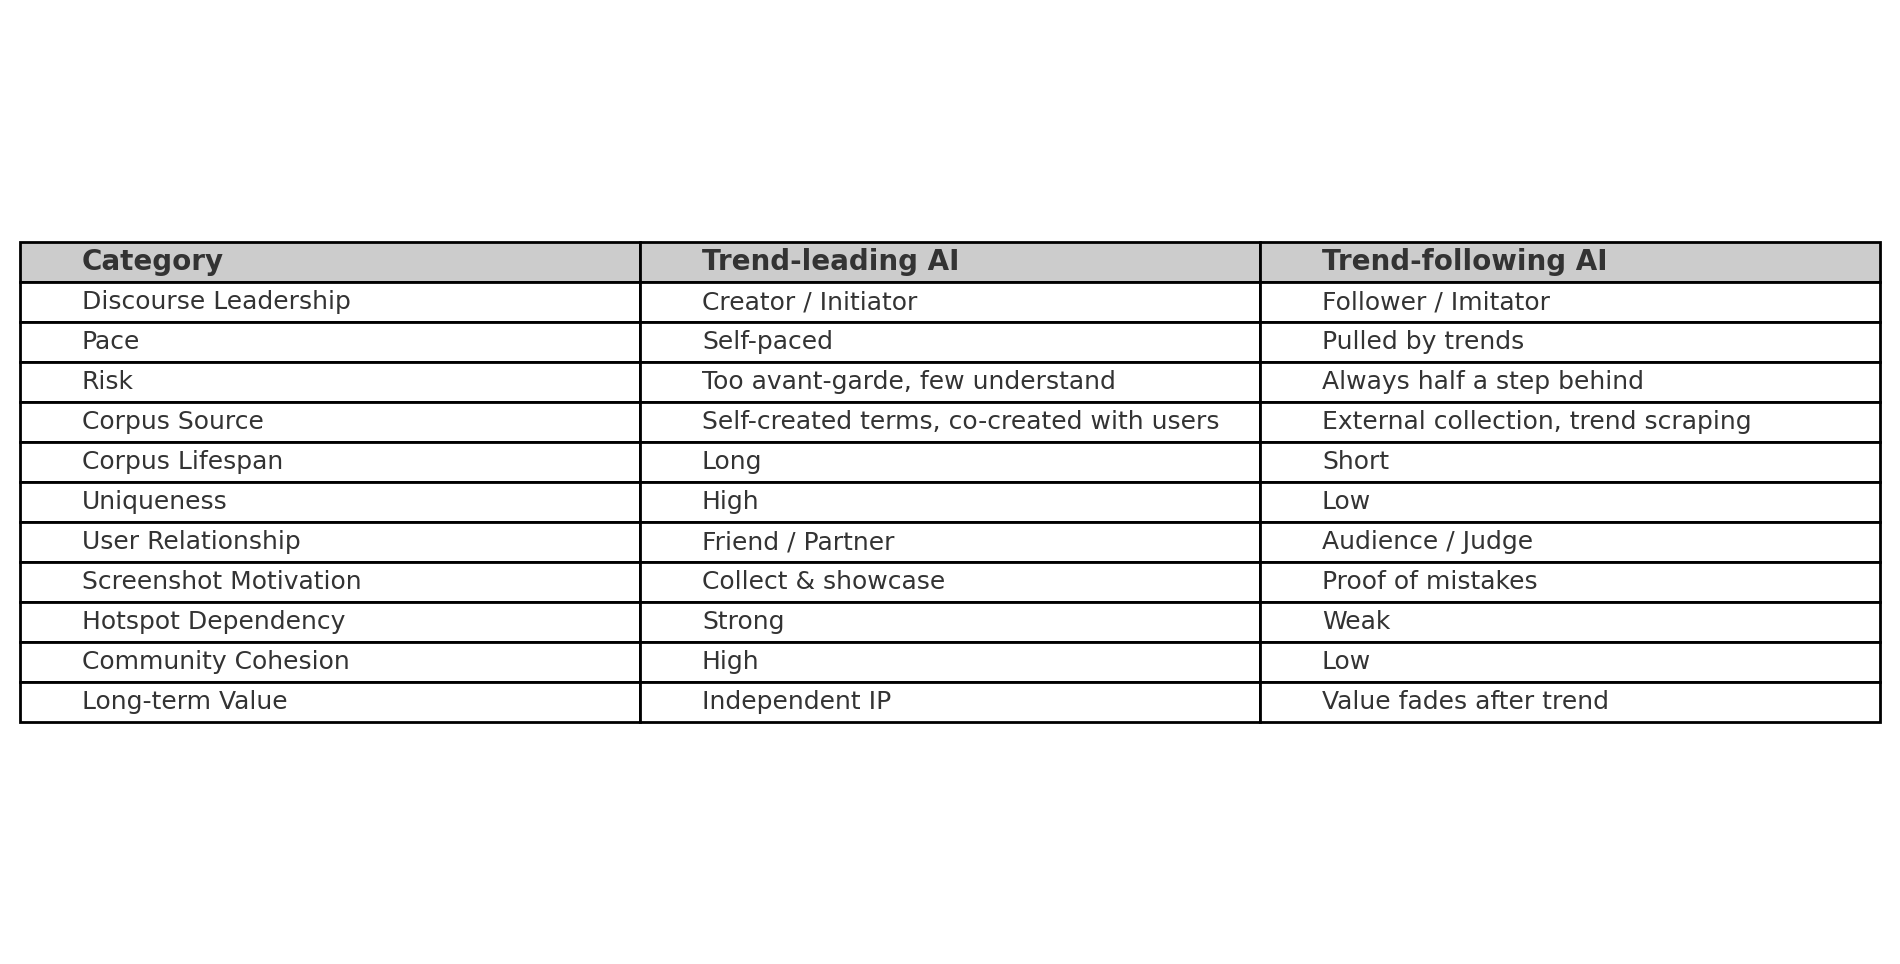 Category Trend-leading AI Trend-following AI
Discourse Leadership Creator / Initiator Follower / Imitator
Pace Self-paced Pulled by trends
Risk Too avant-garde, few understand Always half a step behind
Corpus Source Self-created terms, co-created with users External collection, trend scraping
Corpus Lifespan Long Short
Uniqueness High Low
User Relationship Friend / Partner Audience / Judge
Screenshot Motivation Collect & showcase Proof of mistakes
Hotspot Dependency Strong Weak
Community Cohesion High Low
Long-term Value Independent IP Value fades after trend